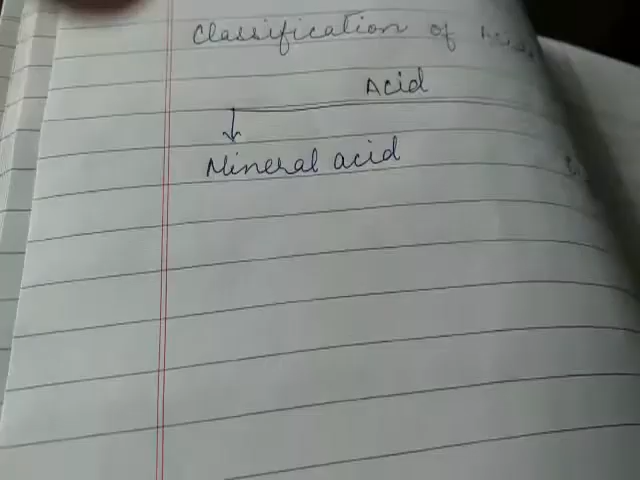 Classification of
Acid
Mineral acid